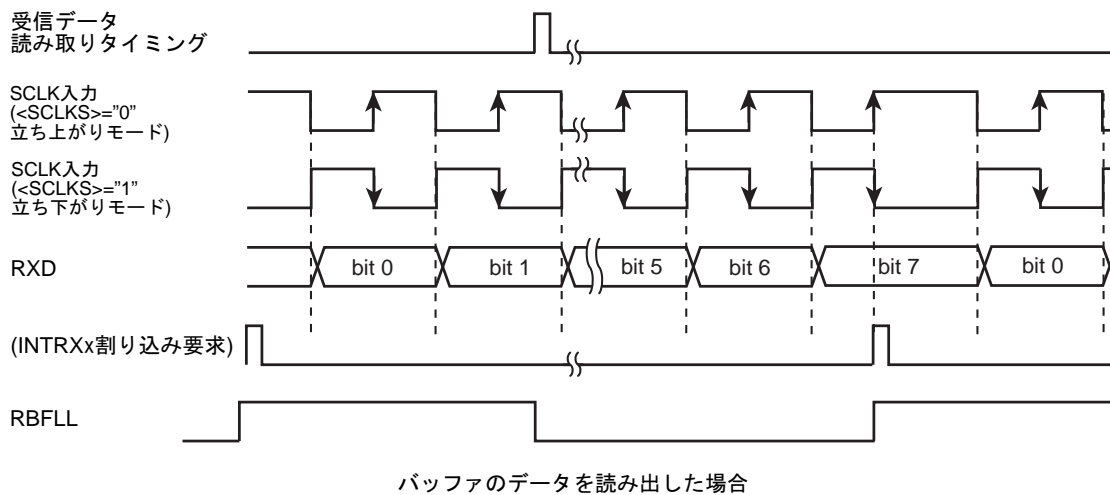 受信データ
読み取りタイミング
SCLK入力
(<SCLKS>="0"
立ち上がりモード)
SCLK入力
(<SCLKS>="1"
立ち下がりモード)
RXD
bit 0
bit 1
bit 5
bit 6
bit 7
bit 0
(INTRXx割り込み要求)
RBFLL
バッファのデータを読み出した場合